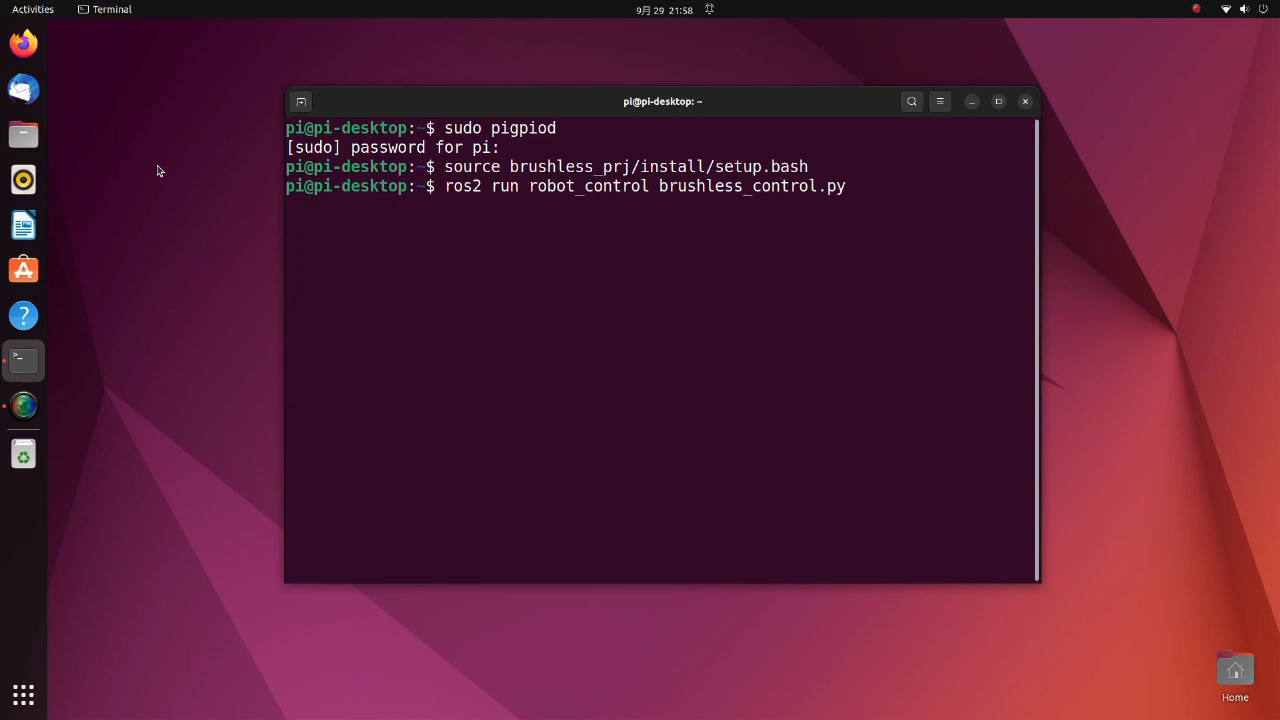 Activities
Terminal
9月 29 21:58
pi@pi-desktop: ~
pi@pi-desktop:~$ sudo pigpiod
[sudo] password for pi:
pi@pi-desktop:~$ source brushless_prj/install/setup.bash
pi@pi-desktop:~$ ros2 run robot_control brushless_control.py
Home